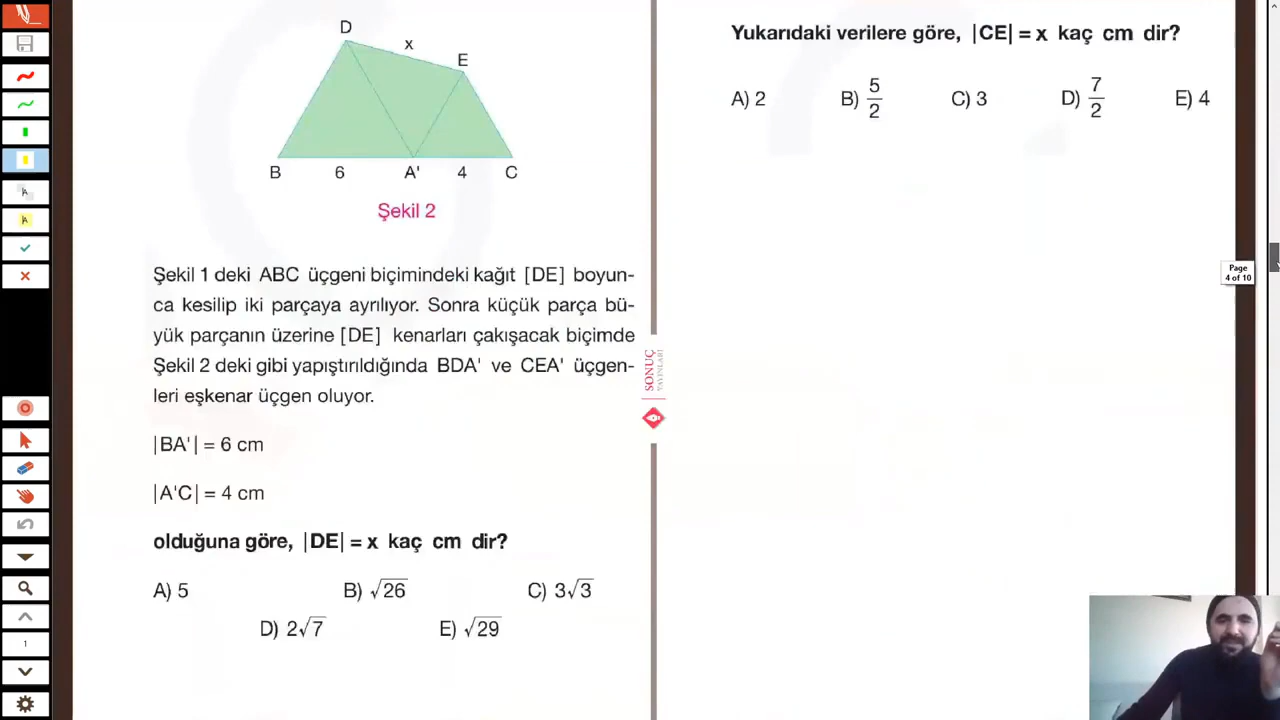 D
x
E
B
6
A'
4
C
Şekil 2
Şekil 1 deki ABC üçgeni biçimindeki kağıt [DE] boyun-
ca kesilip iki parçaya ayrılıyor. Sonra küçük parça bü-
yük parçanın üzerine [DE] kenarları çakışacak biçimde
Şekil 2 deki gibi yapıştırıldığında BDA' ve CEA' üçgen-
leri eşkenar üçgen oluyor.
|BA'| = 6 cm
|A'C| = 4 cm
olduğuna göre, |DE| = x kaç cm dir?
A) 5 B) √26 C) 3√3
D) 2√7 E) √29
SONUÇ
YAYINLARI
Yukarıdaki verilere göre, |CE| = x kaç cm dir?
A) 2 B) 5/2 C) 3 D) 7/2 E) 4
Page
4 of 10
A
A
1